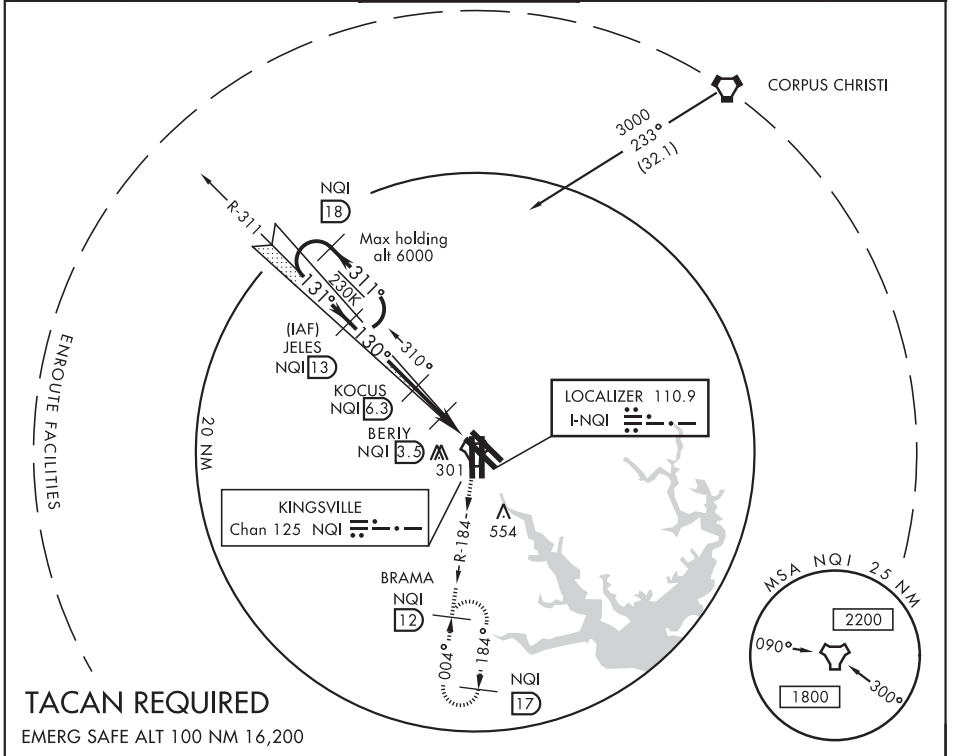 CORPUS CHRISTI
3000
233°
(32.1)
NQI
18
R-311
Max holding
alt 6000
311°
230K
131°
(IAF)
JELES
NQI 13
130°
310°
KOCUS
NQI 6.3
BERIY
NQI 3.5
301
LOCALIZER 110.9
I-NQI
ENROUTE FACILITIES
20 NM
KINGSVILLE
Chan 125 NQI
554
R-184
BRAMA
NQI
12
004°
184°
NQI
17
MSA NQI 25 NM
2200
090°
1800
300°
TACAN REQUIRED
EMERG SAFE ALT 100 NM 16,200